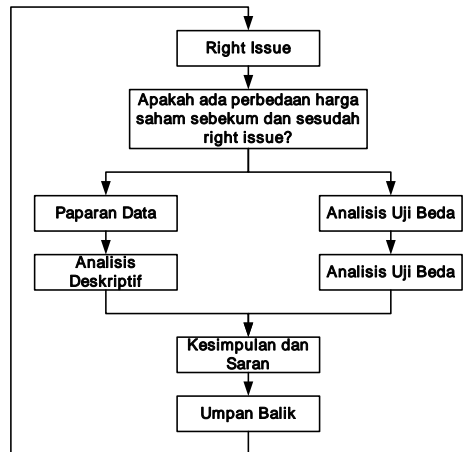 Right Issue
Apakah ada perbedaan harga
saham sebekum dan sesudah
right issue?
Paparan Data
Analisis Uji Beda
Analisis
Deskriptif
Analisis Uji Beda
Kesimpulan dan
Saran
Umpan Balik